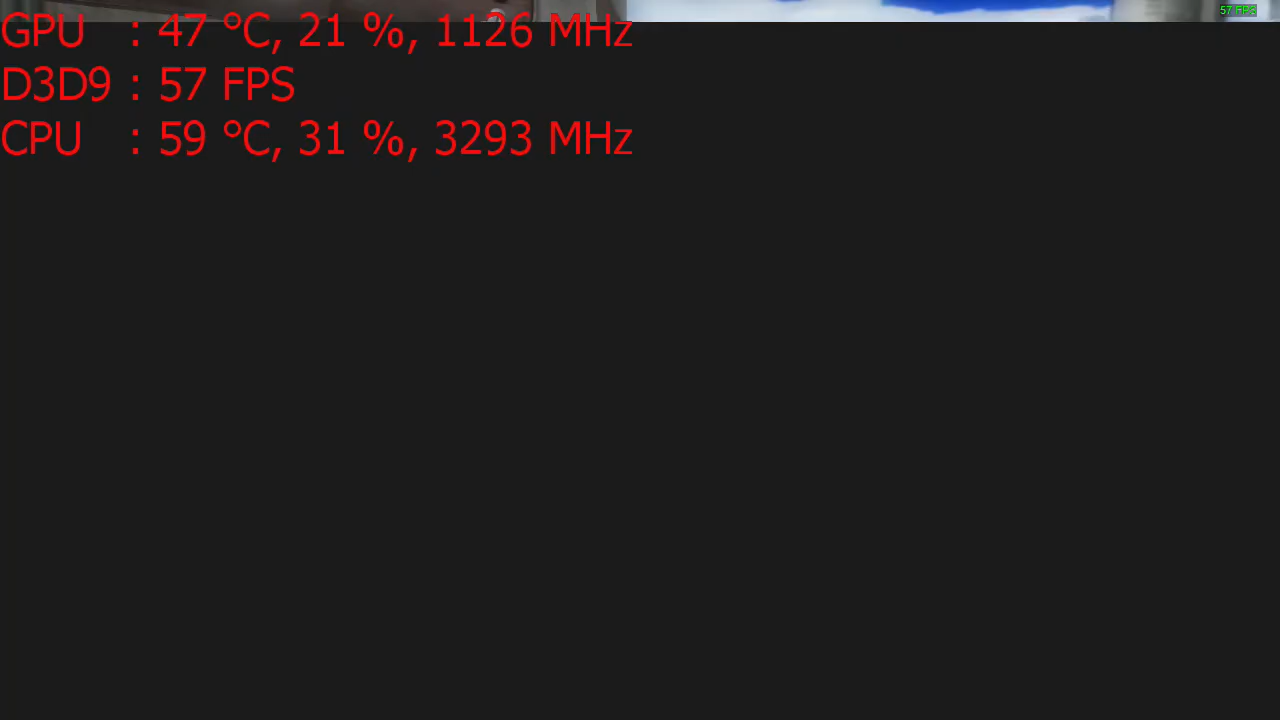 57 FPS
GPU : 47 °C, 21 %, 1126 MHz
D3D9 : 57 FPS
CPU : 59 °C, 31 %, 3293 MHz